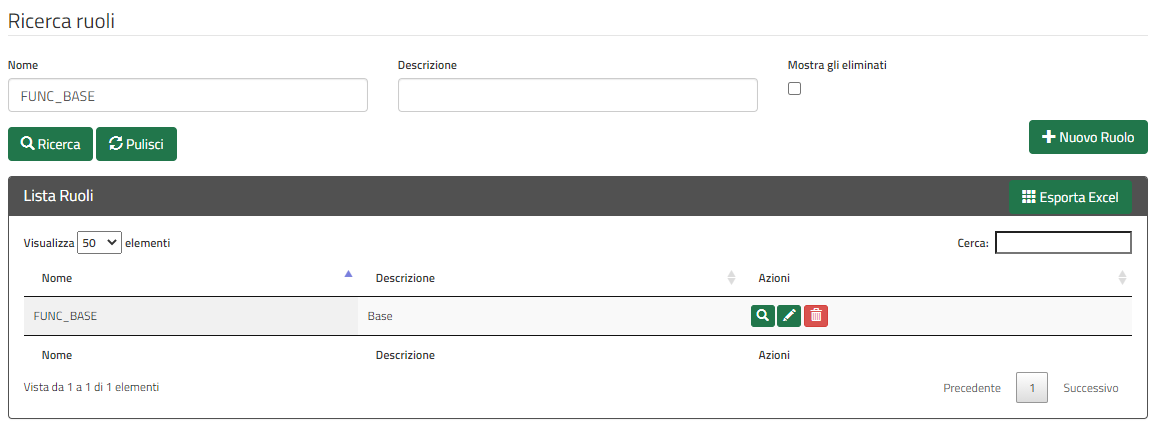 Ricerca ruoli
Nome Descrizione Mostra gli eliminati
FUNC_BASE
Ricerca Pulisci Nuovo Ruolo
Lista Ruoli Esporta Excel
Visualizza 50 elementi Cerca:
Nome Descrizione Azioni
FUNC_BASE Base
Nome Descrizione Azioni
Vista da 1 a 1 di 1 elementi Precedente 1 Successivo